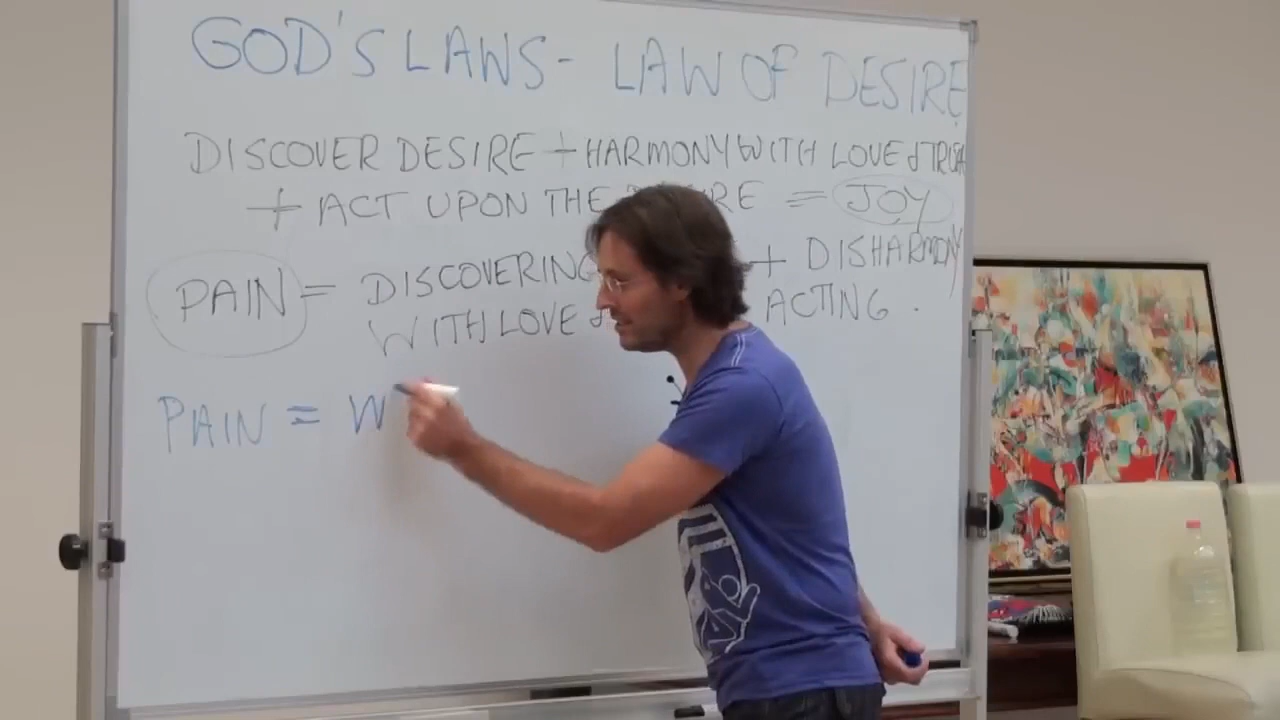 GOD'S LAWS - LAW OF DESIRE
DISCOVER DESIRE + HARMONY WITH LOVE &
+ ACT UPON THE = JOY
PAIN = DISCOVERING + DISHARMONY
WITH LOVE & ACTING.
PAIN = W